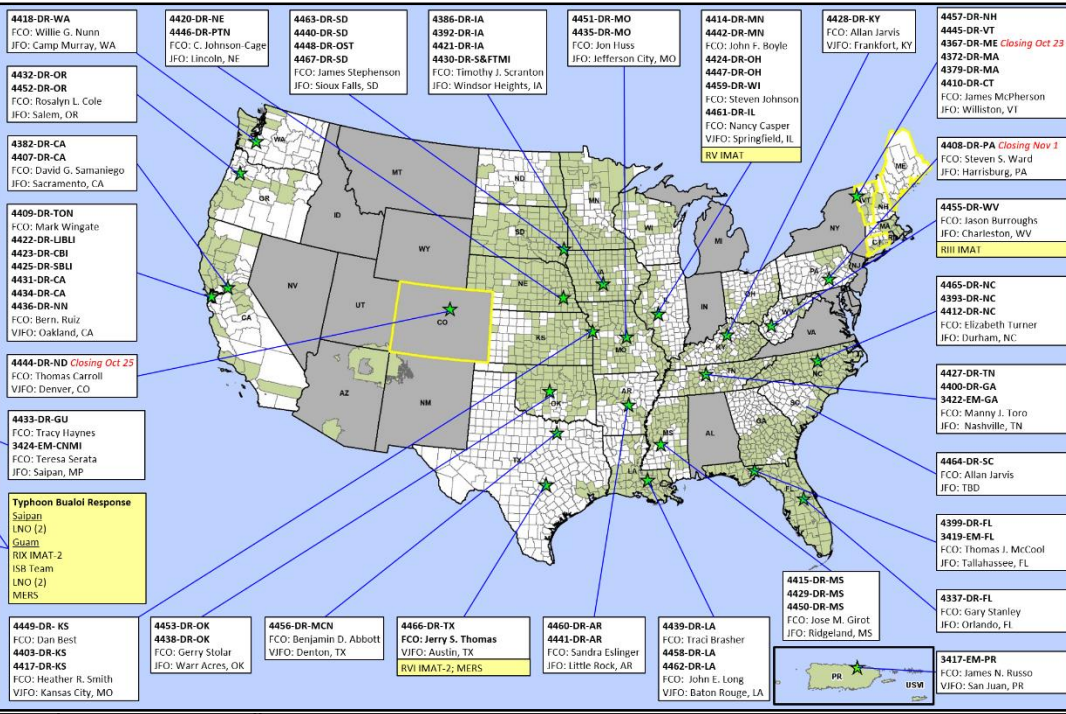 4418-DR-WA
FCO: Willie G. Nunn
JFO: Camp Murray, WA
4420-DR-NE
4446-DR-PTN
FCO: C. Johnson-Cage
JFO: Lincoln, NE
4463-DR-SD
4440-DR-SD
4448-DR-OST
4467-DR-SD
FCO: James Stephenson
JFO: Sioux Falls, SD
4386-DR-IA
4392-DR-IA
4421-DR-IA
4430-DR-S&FTMI
FCO: Timothy J. Scranton
JFO: Windsor Heights, IA
4451-DR-MO
4435-DR-MO
FCO: Jon Huss
JFO: Jefferson City, MO
4414-DR-MN
4442-DR-MN
FCO: John F. Boyle
4424-DR-OH
4447-DR-OH
4459-DR-WI
FCO: Steven Johnson
4461-DR-IL
FCO: Nancy Casper
VJFO: Springfield, IL
RV IMAT
4428-DR-KY
FCO: Allan Jarvis
VJFO: Frankfort, KY
4457-DR-NH
4445-DR-VT
4367-DR-ME Closing Oct 23
4372-DR-MA
4379-DR-MA
4410-DR-CT
FCO: James McPherson
JFO: Williston, VT
4432-DR-OR
4452-DR-OR
FCO: Rosalyn L. Cole
JFO: Salem, OR
4408-DR-PA Closing Nov 1
FCO: Steven S. Ward
JFO: Harrisburg, PA
4382-DR-CA
4407-DR-CA
FCO: David G. Samaniego
JFO: Sacramento, CA
4455-DR-WV
FCO: Jason Burroughs
JFO: Charleston, WV
RIII IMAT
4409-DR-TON
FCO: Mark Wingate
4422-DR-LJBLI
4423-DR-CBI
4425-DR-SBLI
4431-DR-CA
4434-DR-CA
4436-DR-NN
FCO: Bern. Ruiz
VJFO: Oakland, CA
4465-DR-NC
4393-DR-NC
4412-DR-NC
FCO: Elizabeth Turner
JFO: Durham, NC
4444-DR-ND Closing Oct 25
FCO: Thomas Carroll
VJFO: Denver, CO
4427-DR-TN
4400-DR-GA
3422-EM-GA
FCO: Manny J. Toro
JFO: Nashville, TN
4433-DR-GU
FCO: Tracy Haynes
3424-EM-CNMI
FCO: Teresa Serata
JFO: Saipan, MP
4464-DR-SC
FCO: Allan Jarvis
JFO: TBD
Typhoon Bualoi Response
Saipan
LNO (2)
Guam
RIX IMAT-2
ISB Team
LNO (2)
MERS
4399-DR-FL
3419-EM-FL
FCO: Thomas J. McCool
JFO: Tallahassee, FL
4337-DR-FL
FCO: Gary Stanley
JFO: Orlando, FL
4449-DR- KS
FCO: Dan Best
4403-DR-KS
4417-DR-KS
FCO: Heather R. Smith
VJFO: Kansas City, MO
4453-DR-OK
4438-DR-OK
FCO: Gerry Stolar
JFO: Warr Acres, OK
4456-DR-MCN
FCO: Benjamin D. Abbott
VJFO: Denton, TX
4466-DR-TX
FCO: Jerry S. Thomas
VJFO: Austin, TX
RVI IMAT-2; MERS
4460-DR-AR
4441-DR-AR
FCO: Sandra Eslinger
JFO: Little Rock, AR
4439-DR-LA
FCO: Traci Brasher
4458-DR-LA
4462-DR-LA
FCO: John E. Long
VJFO: Baton Rouge, LA
4415-DR-MS
4429-DR-MS
4450-DR-MS
FCO: Jose M. Girot
JFO: Ridgeland, MS
3417-EM-PR
FCO: James N. Russo
VJFO: San Juan, PR
WA
MT
ND
MN
ME
OR
ID
SD
WI
VT
NH
NY
MA
WY
MI
CT
RI
NV
NE
IA
PA
NJ
UT
CO
IN
OH
WV
CA
KS
MO
KY
VA
AZ
NM
OK
AR
TN
NC
SC
TX
MS
AL
GA
LA
FL
PR
USVI